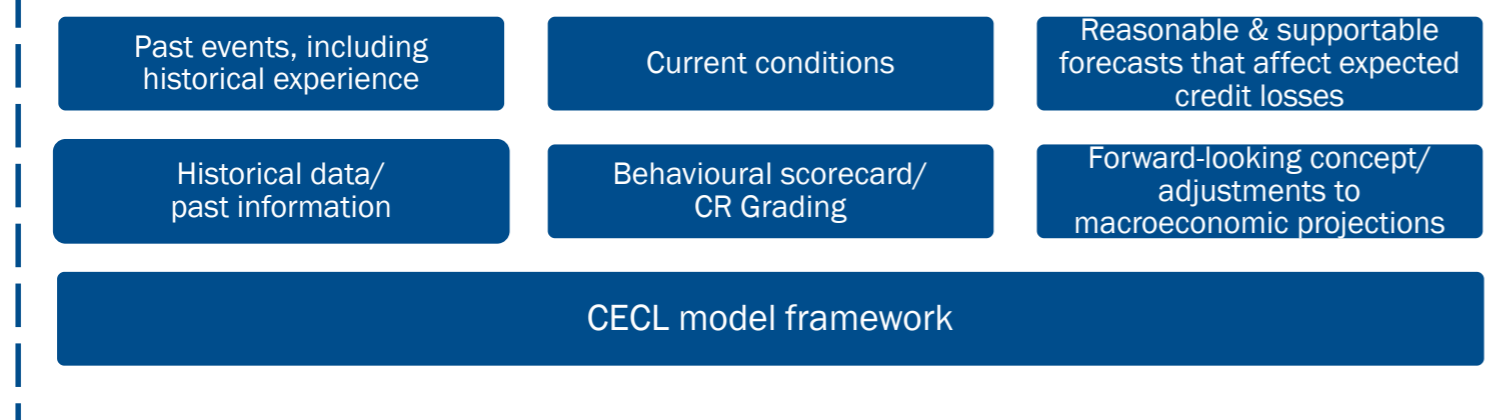 Past events, including
historical experience
Current conditions
Reasonable & supportable
forecasts that affect expected
credit losses
Historical data/
past information
Behavioural scorecard/
CR Grading
Forward-looking concept/
adjustments to
macroeconomic projections
CECL model framework